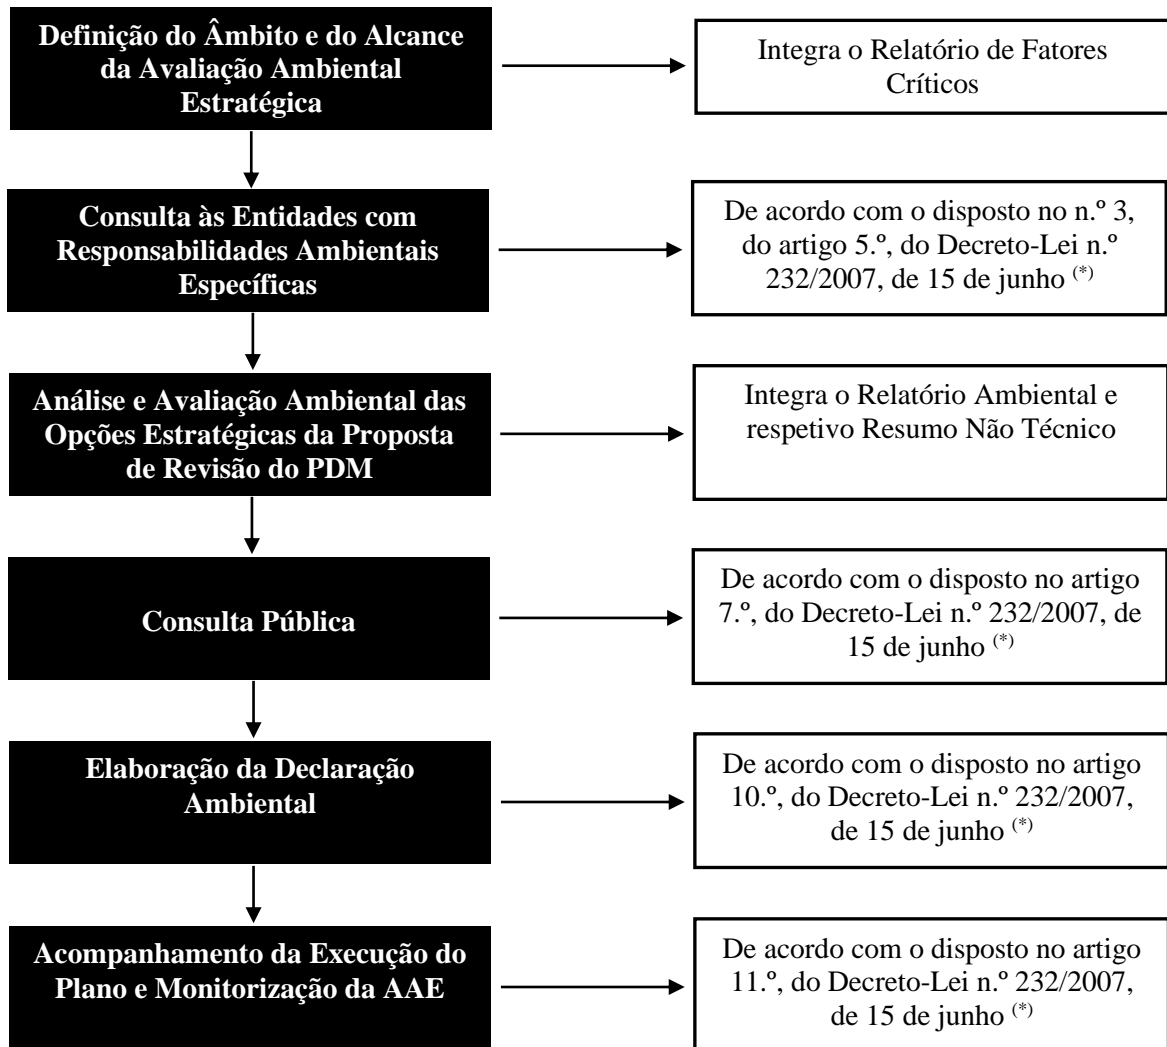 Definição do Âmbito e do Alcance
da Avaliação Ambiental
Estratégica
Integra o Relatório de Fatores
Críticos
Consulta às Entidades com
Responsabilidades Ambientais
Específicas
De acordo com o disposto no n.º 3,
do artigo 5.º, do Decreto-Lei n.º
232/2007, de 15 de junho (*)
Análise e Avaliação Ambiental das
Opções Estratégicas da Proposta
de Revisão do PDM
Integra o Relatório Ambiental e
respetivo Resumo Não Técnico
Consulta Pública
De acordo com o disposto no artigo
7.º, do Decreto-Lei n.º 232/2007, de
15 de junho (*)
Elaboração da Declaração
Ambiental
De acordo com o disposto no artigo
10.º, do Decreto-Lei n.º 232/2007,
de 15 de junho (*)
Acompanhamento da Execução do
Plano e Monitorização da AAE
De acordo com o disposto no artigo
11.º, do Decreto-Lei n.º 232/2007,
de 15 de junho (*)